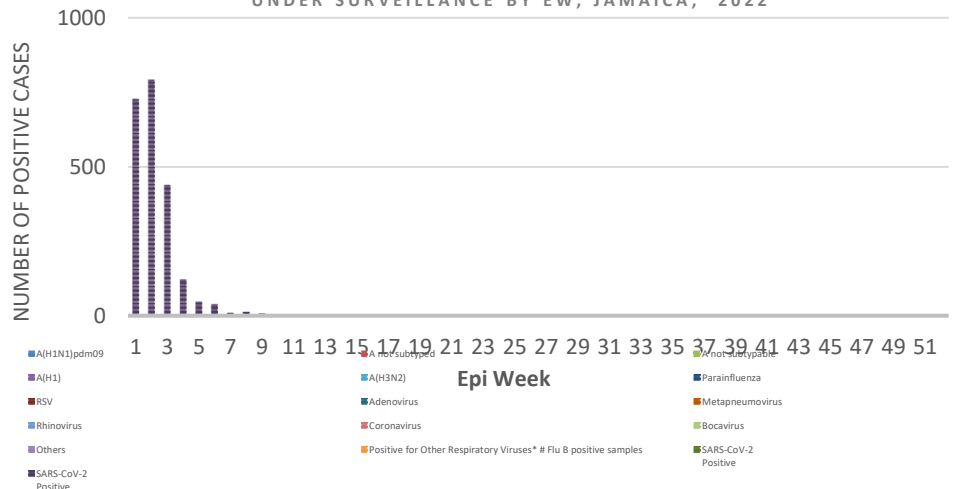 UNDER SURVEILLANCE BY EW, JAMAICA, 2022
NUMBER OF POSITIVE CASES
1000
500
0
1 3 5 7 9 11 13 15 17 19 21 23 25 27 29 31 33 35 37 39 41 43 45 47 49 51
Epi Week
A(H1N1)pdm09 A not subtyped A not subtypable
A(H1) A(H3N2) Parainfluenza
RSV Adenovirus Metapneumovirus
Rhinovirus Coronavirus Bocavirus
Others Positive for Other Respiratory Viruses* # Flu B positive samples SARS-CoV-2
Positive
SARS-CoV-2
Positive